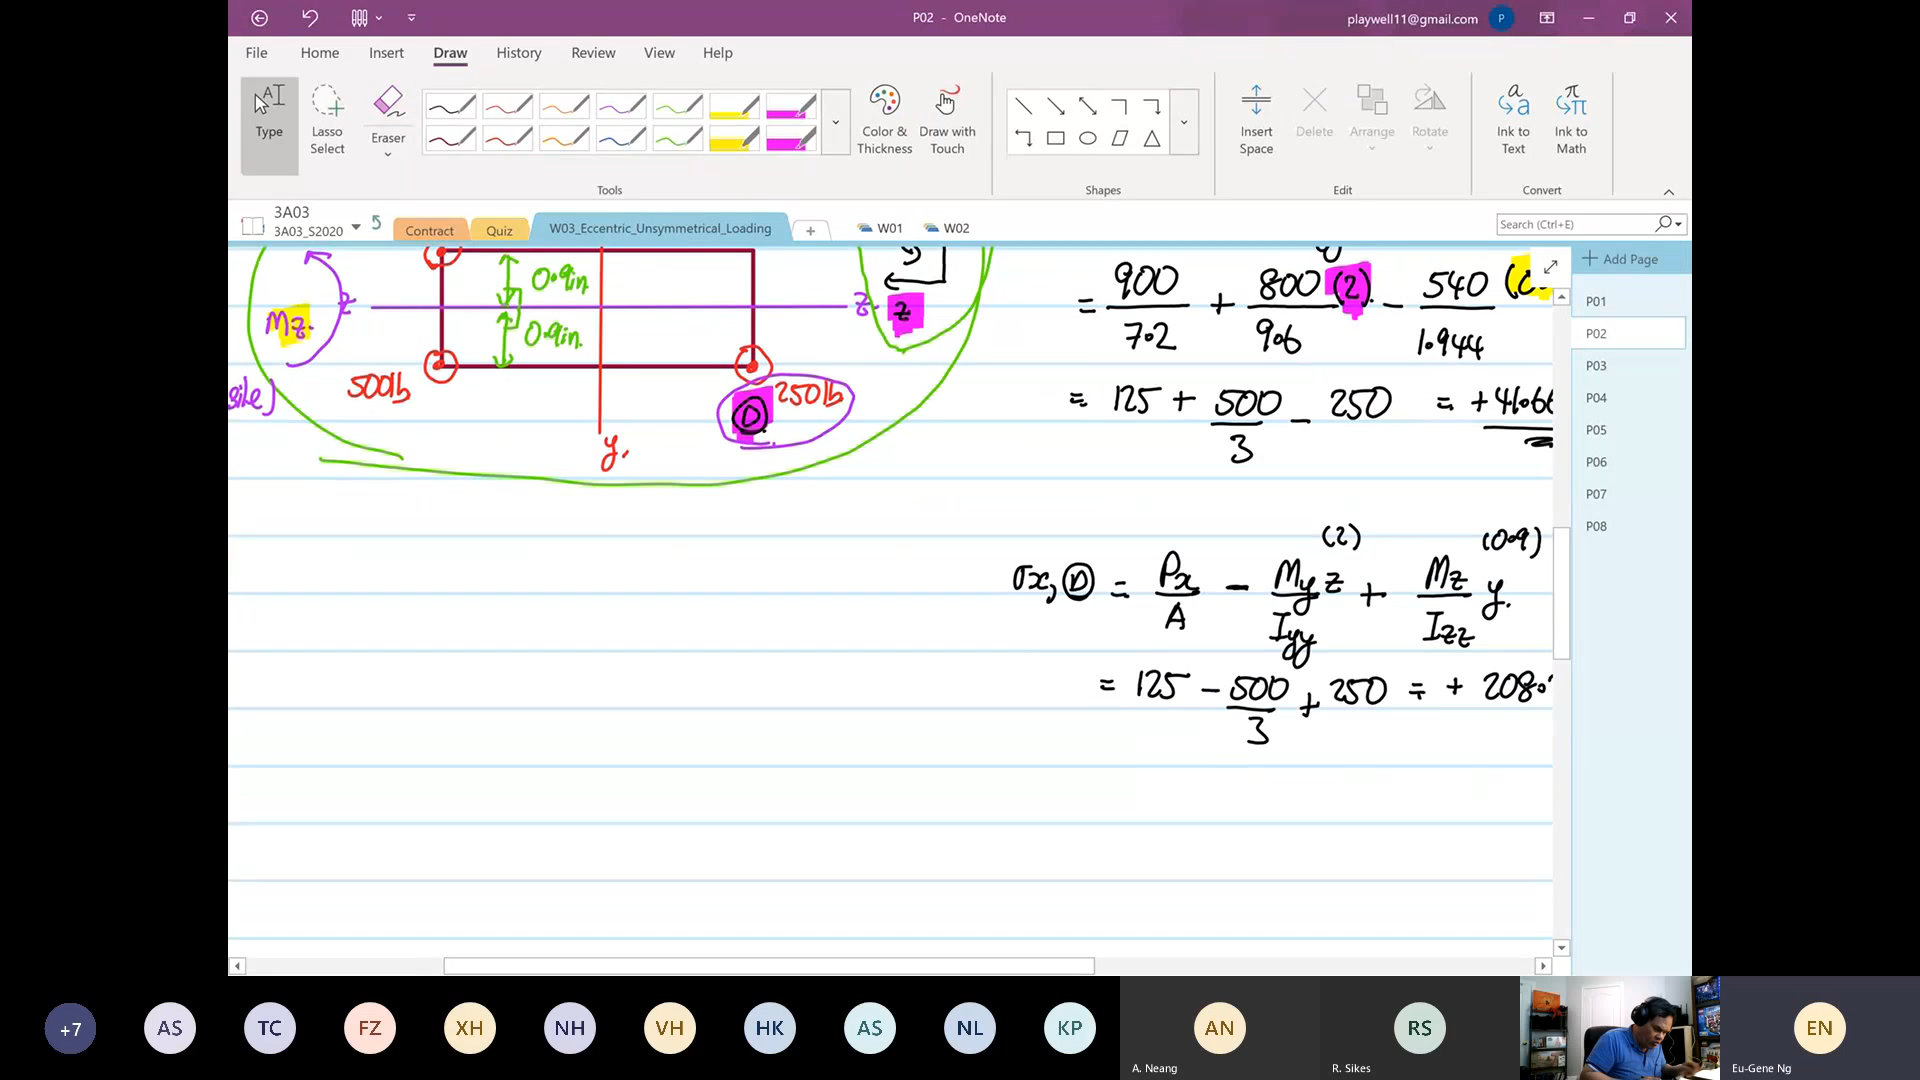 P02 - OneNote
playwell11@gmail.com
P
File Home Insert Draw History Review View Help
Type
Lasso Select
Eraser
Color & Thickness
Draw with Touch
Insert Space
Delete
Arrange
Rotate
Ink to Text
Ink to Math
Tools
Shapes
Edit
Convert
3A03
3A03_S2020
Contract
Quiz
W03_Eccentric_Unsymmetrical_Loading
+
W01
W02
Search (Ctrl+E)
+ Add Page
P01
P02
P03
P04
P05
P06
P07
P08
0.9in
z
z
z
Mz.
0.9in.
500lb
250lb
D
y.
= 900/7.2 + 800(2)/9.6 - 540/1.944
= 125 + 500/3 - 250 = +41.66
(2) (0.9)
σx, D = Px/A - My z/Iyy + Mz/Izz y.
= 125 - 500/3 + 250 = + 208.
+7
AS
TC
FZ
XH
NH
VH
HK
AS
NL
KP
AN
A. Neang
RS
R. Sikes
EN
Eu-Gene Ng